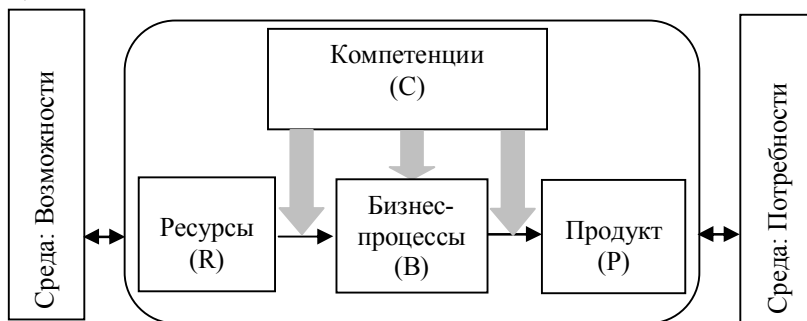 Среда: Возможности
Компетенции
(C)
Ресурсы
(R)
Бизнес-
процессы
(B)
Продукт
(P)
Среда: Потребности